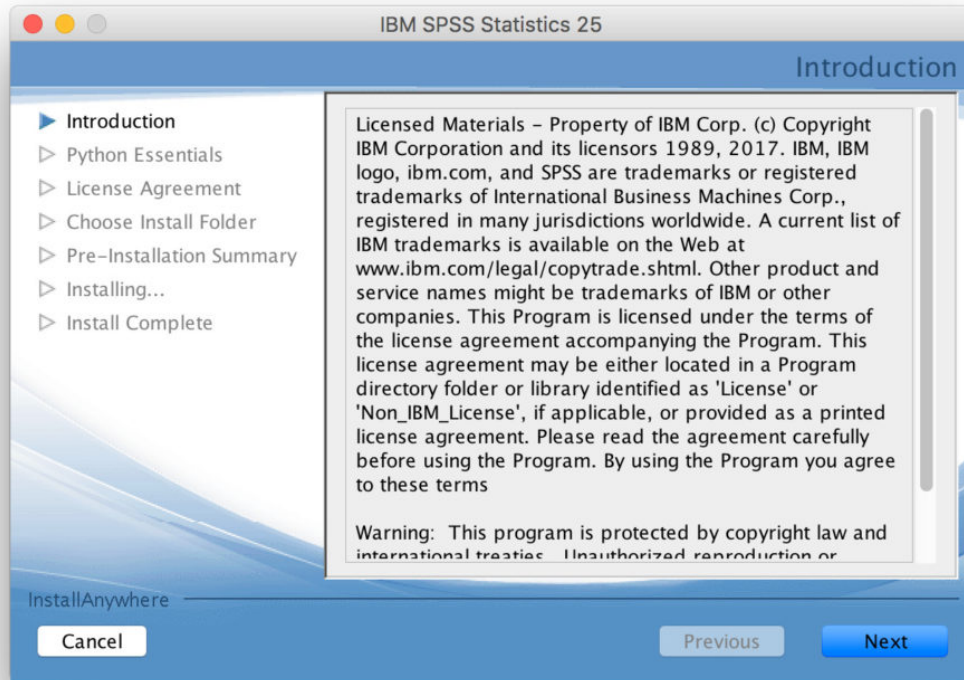 IBM SPSS Statistics 25
Introduction
Introduction
Python Essentials
License Agreement
Choose Install Folder
Pre-Installation Summary
Installing...
Install Complete
Licensed Materials - Property of IBM Corp. (c) Copyright
IBM Corporation and its licensors 1989, 2017. IBM, IBM
logo, ibm.com, and SPSS are trademarks or registered
trademarks of International Business Machines Corp.,
registered in many jurisdictions worldwide. A current list of
IBM trademarks is available on the Web at
www.ibm.com/legal/copytrade.shtml. Other product and
service names might be trademarks of IBM or other
companies. This Program is licensed under the terms of
the license agreement accompanying the Program. This
license agreement may be either located in a Program
directory folder or library identified as 'License' or
'Non_IBM_License', if applicable, or provided as a printed
license agreement. Please read the agreement carefully
before using the Program. By using the Program you agree
to these terms
Warning:  This program is protected by copyright law and
international treaties.  Unauthorized reproduction or
InstallAnywhere
Cancel
Previous
Next